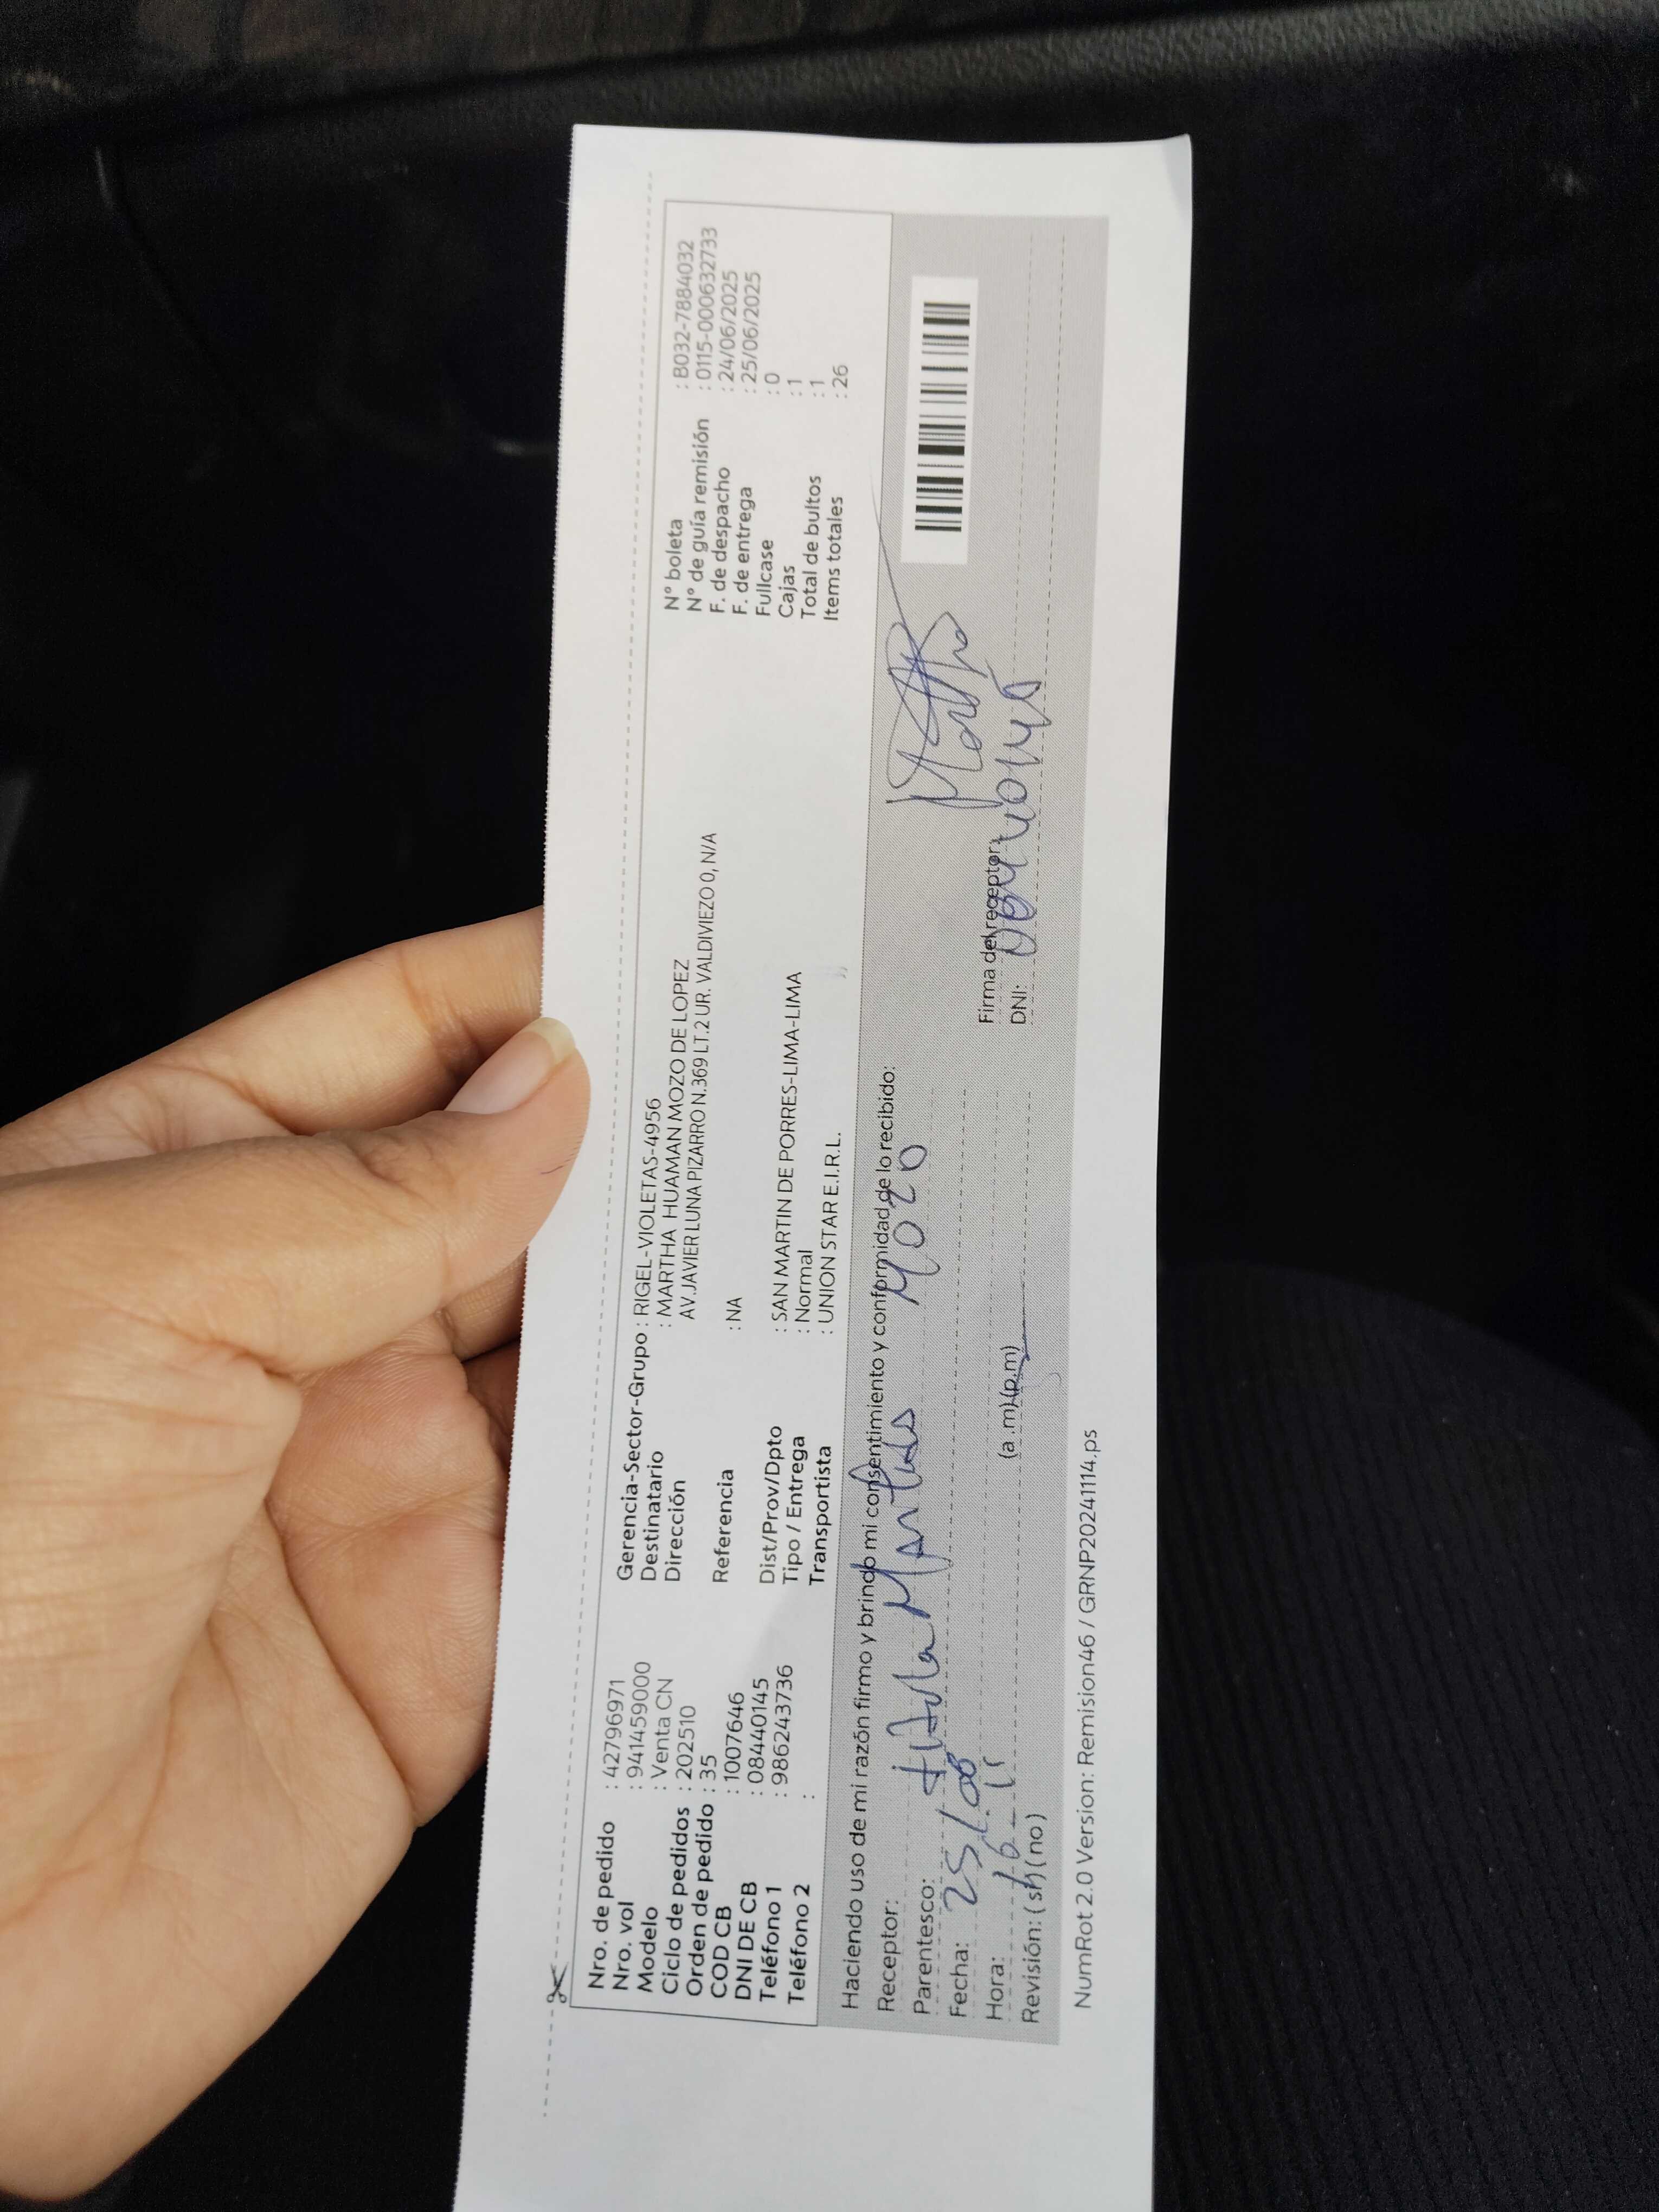 Nro. de pedido : 42796971
Nro. vol : 941459000
Modelo : Venta CN
Ciclo de pedidos : 202510
Orden de pedido : 35
COD CB : 1007646
DNI DE CB : 08440145
Teléfono 1 : 986243736
Teléfono 2 :
Gerencia-Sector-Grupo : RIGEL-VIOLETAS-4956
Destinatario : MARTHA HUAMAN MOZO DE LOPEZ
Dirección AV.JAVIER LUNA PIZARRO N.369 LT.2 UR. VALDIVIEZO 0, N/A
Referencia : NA
Dist/Prov/Dpto : SAN MARTIN DE PORRES-LIMA-LIMA
Tipo / Entrega : Normal
Transportista : UNION STAR E.I.R.L.
N° boleta : B032-7884032
N° de guía remisión : 0115-0000632733
F. de despacho : 24/06/2025
F. de entrega : 25/06/2025
Fullcase : 0
Cajas : 1
Total de bultos : 1
Items totales : 26
Haciendo uso de mi razón firmo y brindo mi consentimiento y conformidad de lo recibido:
Receptor:
Parentesco:
Fecha: 25/06
Hora: (a.m)(p.m)
Revisión: (si)(no)
Firma del receptor:
DNI:
NumRot 2.0 Version: Remision46 / GRNP20241114.ps